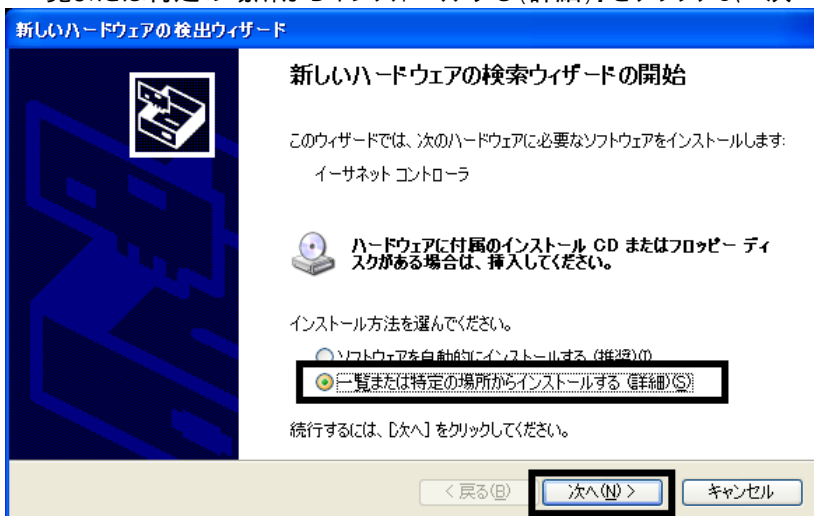 新しいハードウェアの検出ウィザード
新しいハードウェアの検索ウィザードの開始
このウィザードでは、次のハードウェアに必要なソフトウェアをインストールします:
イーサネット コントローラ
ハードウェアに付属のインストール CD またはフロッピー ディ
スクがある場合は、挿入してください。
インストール方法を選んでください。
ソフトウェアを自動的にインストールする (推奨)(I)
一覧または特定の場所からインストールする (詳細)(S)
続行するには、[次へ] をクリックしてください。
< 戻る(B)
次へ(N) >
キャンセル